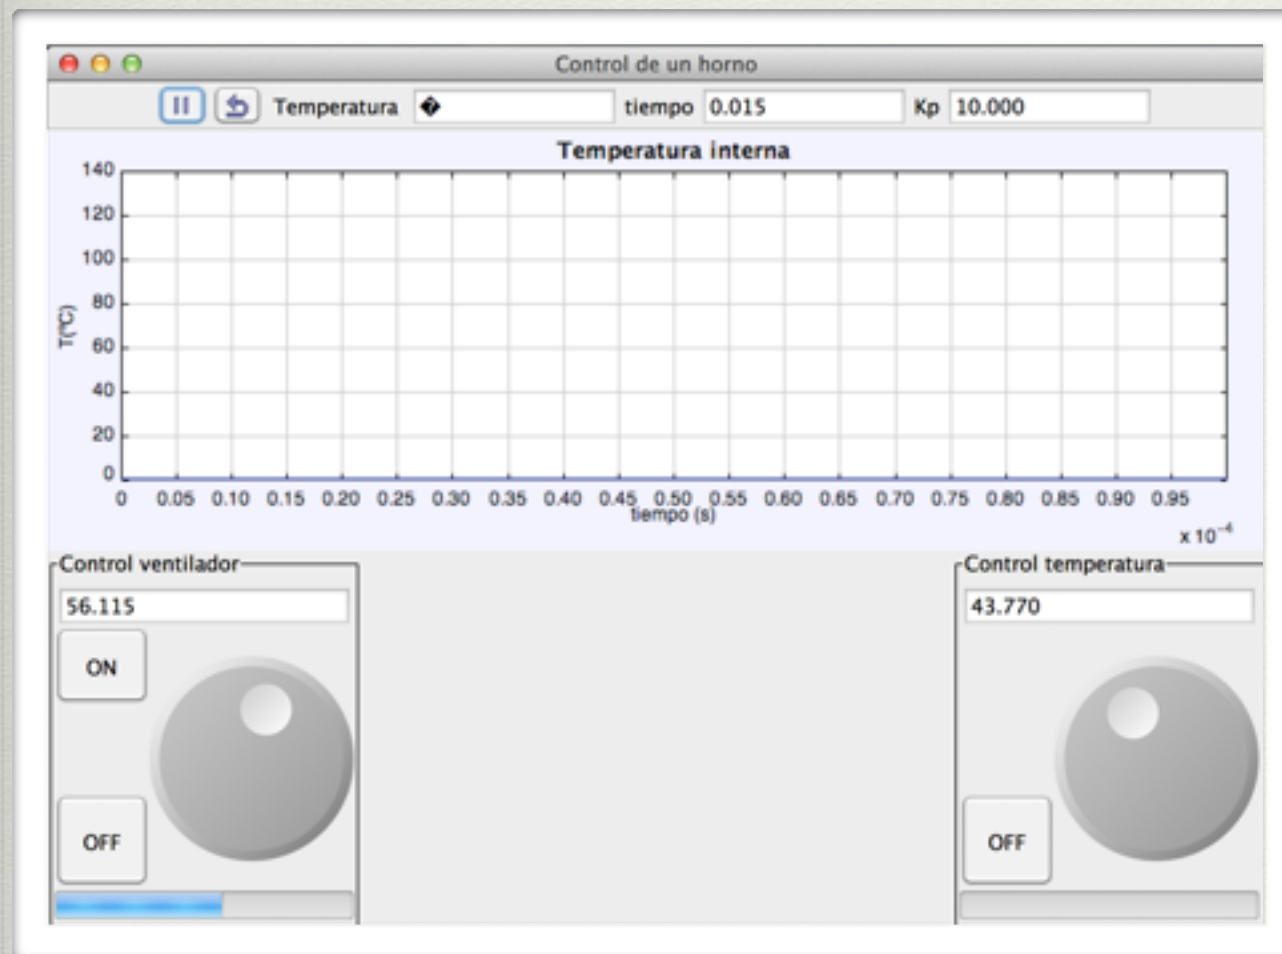 Control de un horno
Temperatura � tiempo 0.015 Kp 10.000
Temperatura interna
140
120
100
80
60
40
20
0
T(ºC)
0 0.05 0.10 0.15 0.20 0.25 0.30 0.35 0.40 0.45 0.50 0.55 0.60 0.65 0.70 0.75 0.80 0.85 0.90 0.95
tiempo (s)
x 10⁻⁴
Control ventilador
56.115
ON
OFF
Control temperatura
43.770
OFF